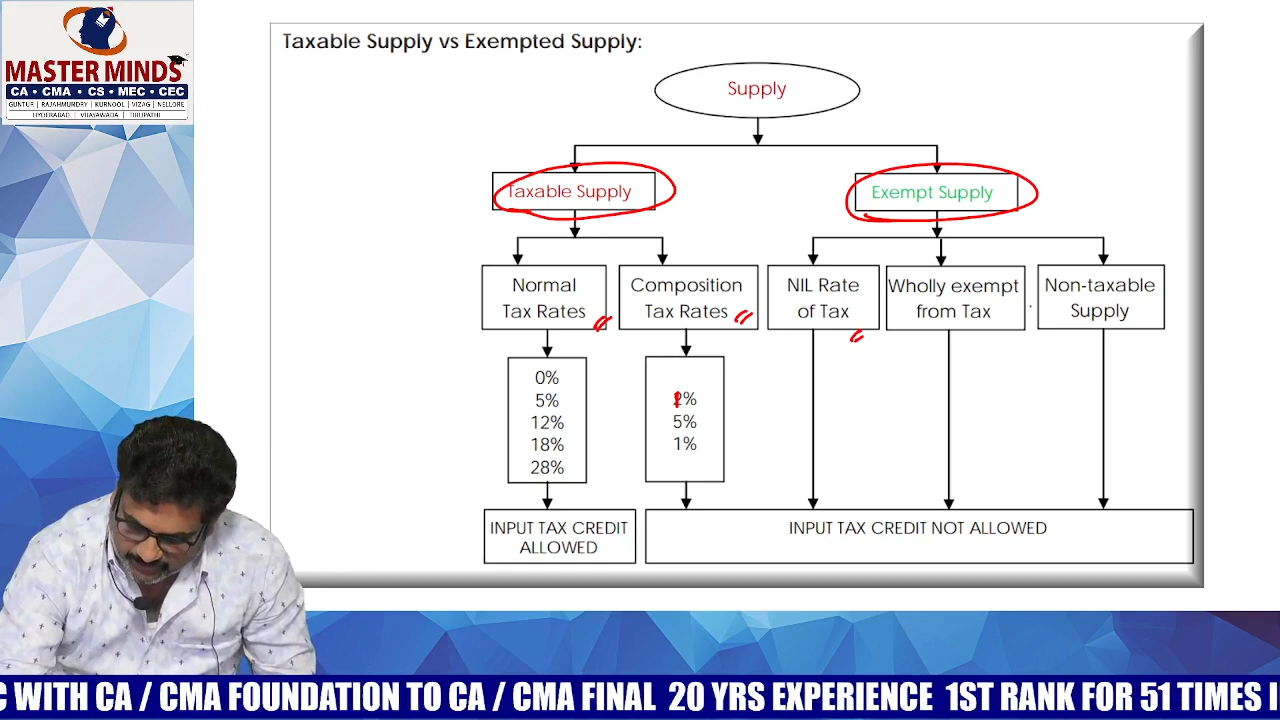 MASTER MINDS
CA • CMA • CS • MEC • CEC
GUNTUR | RAJAHMUNDRY | KURNOOL | VIZAG | NELLORE
HYDERABAD | VIJAYAWADA | TIRUPATHI
Taxable Supply vs Exempted Supply:
Supply
Taxable Supply
Exempt Supply
Normal
Tax Rates
Composition
Tax Rates
NIL Rate
of Tax
Wholly exempt
from Tax
Non-taxable
Supply
0%
5%
12%
18%
28%
%
5%
1%
INPUT TAX CREDIT
ALLOWED
INPUT TAX CREDIT NOT ALLOWED
C WITH CA / CMA FOUNDATION TO CA / CMA FINAL 20 YRS EXPERIENCE 1ST RANK FOR 51 TIMES I